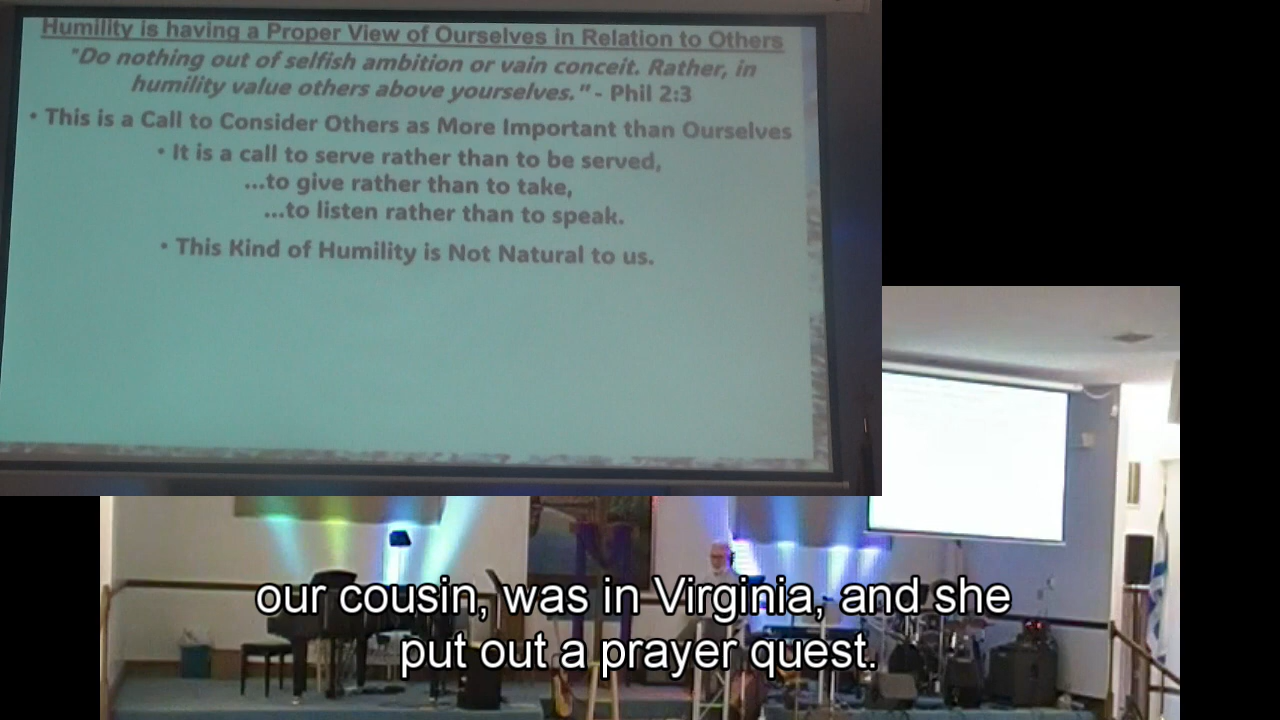 Humility is having a Proper View of Ourselves in Relation to Others
"Do nothing out of selfish ambition or vain conceit. Rather, in
humility value others above yourselves." - Phil 2:3
• This is a Call to Consider Others as More Important than Ourselves
• It is a call to serve rather than to be served,
...to give rather than to take,
...to listen rather than to speak.
• This Kind of Humility is Not Natural to us.
our cousin, was in Virginia, and she
put out a prayer quest.